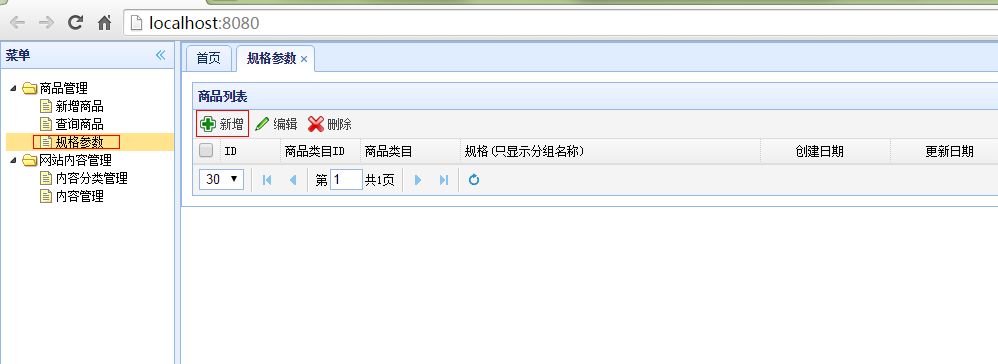 localhost:8080
菜单
商品管理
新增商品
查询商品
规格参数
网站内容管理
内容分类管理
内容管理
首页 规格参数
商品列表
新增 编辑 删除
ID 商品类目ID 商品类目 规格(只显示分组名称) 创建日期 更新日期
30 第 1 共1页